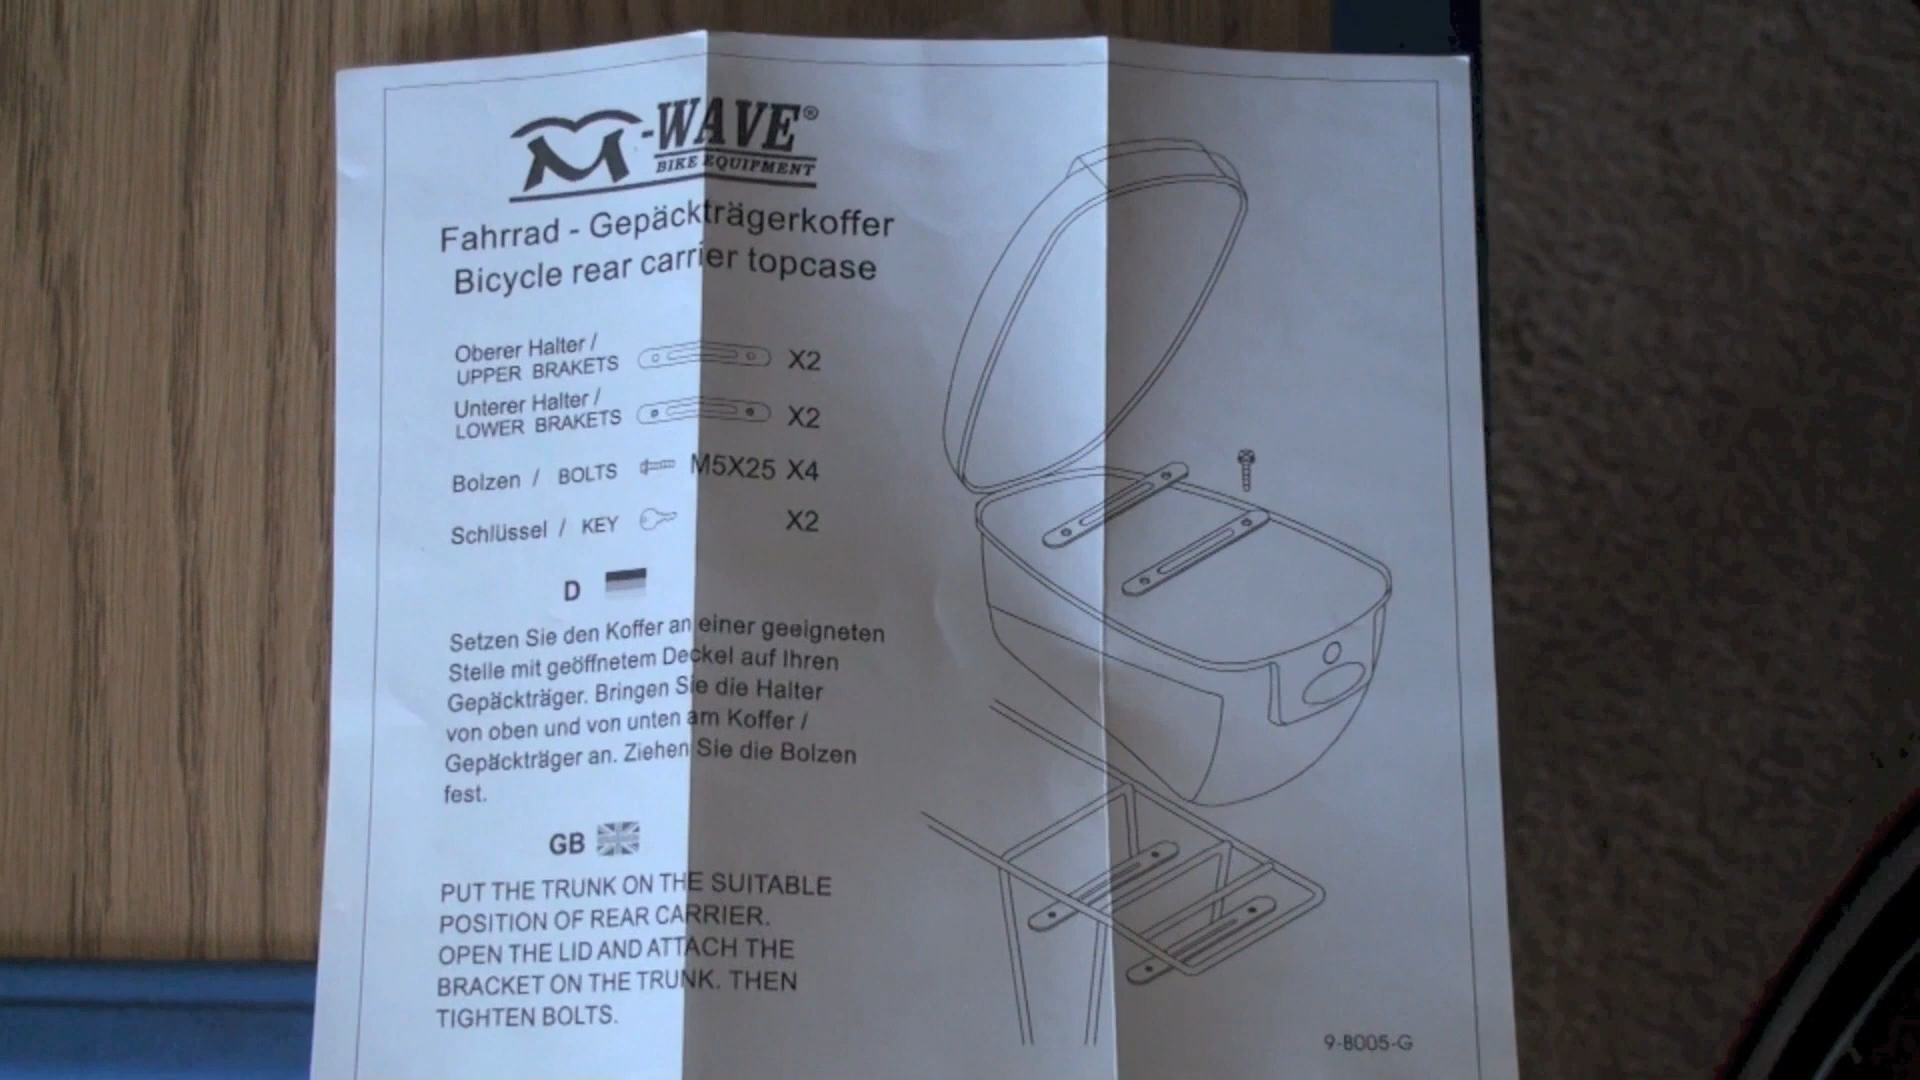 M-WAVE®
BIKE EQUIPMENT
Fahrrad - Gepäckträgerkoffer
Bicycle rear carrier topcase
Oberer Halter /
UPPER BRAKETS X2
Unterer Halter /
LOWER BRAKETS X2
Bolzen / BOLTS M5X25 X4
Schlüssel / KEY X2
D
Setzen Sie den Koffer an einer geeigneten
Stelle mit geöffnetem Deckel auf Ihren
Gepäckträger. Bringen Sie die Halter
von oben und von unten am Koffer /
Gepäckträger an. Ziehen Sie die Bolzen
fest.
GB
PUT THE TRUNK ON THE SUITABLE
POSITION OF REAR CARRIER.
OPEN THE LID AND ATTACH THE
BRACKET ON THE TRUNK. THEN
TIGHTEN BOLTS.
9-B005-G